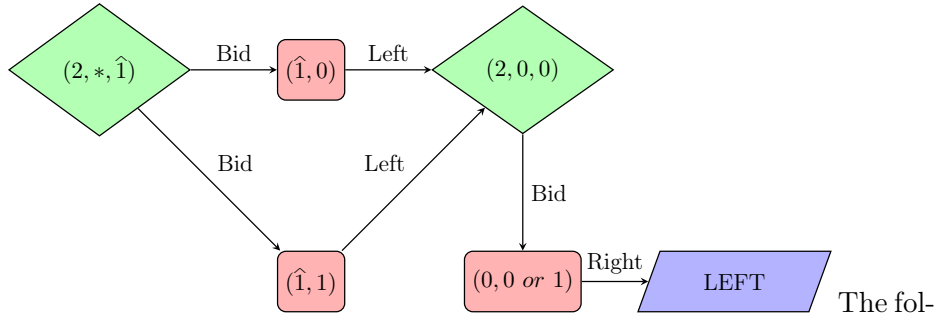 (2, ∗, 1̂) Bid (1̂, 0) Left (2, 0, 0)
Bid Left Bid
(1̂, 1) (0, 0 or 1) Right LEFT The fol-